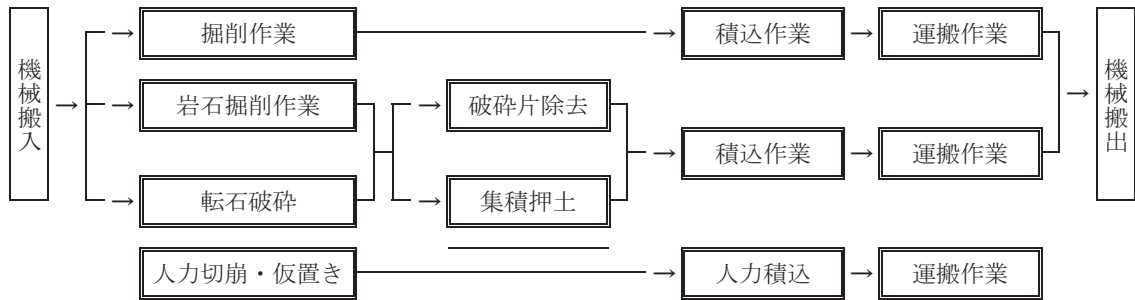 機械搬入
掘削作業
積込作業
運搬作業
岩石掘削作業
破砕片除去
積込作業
運搬作業
転石破砕
集積押土
人力切崩・仮置き
人力積込
運搬作業
機械搬出